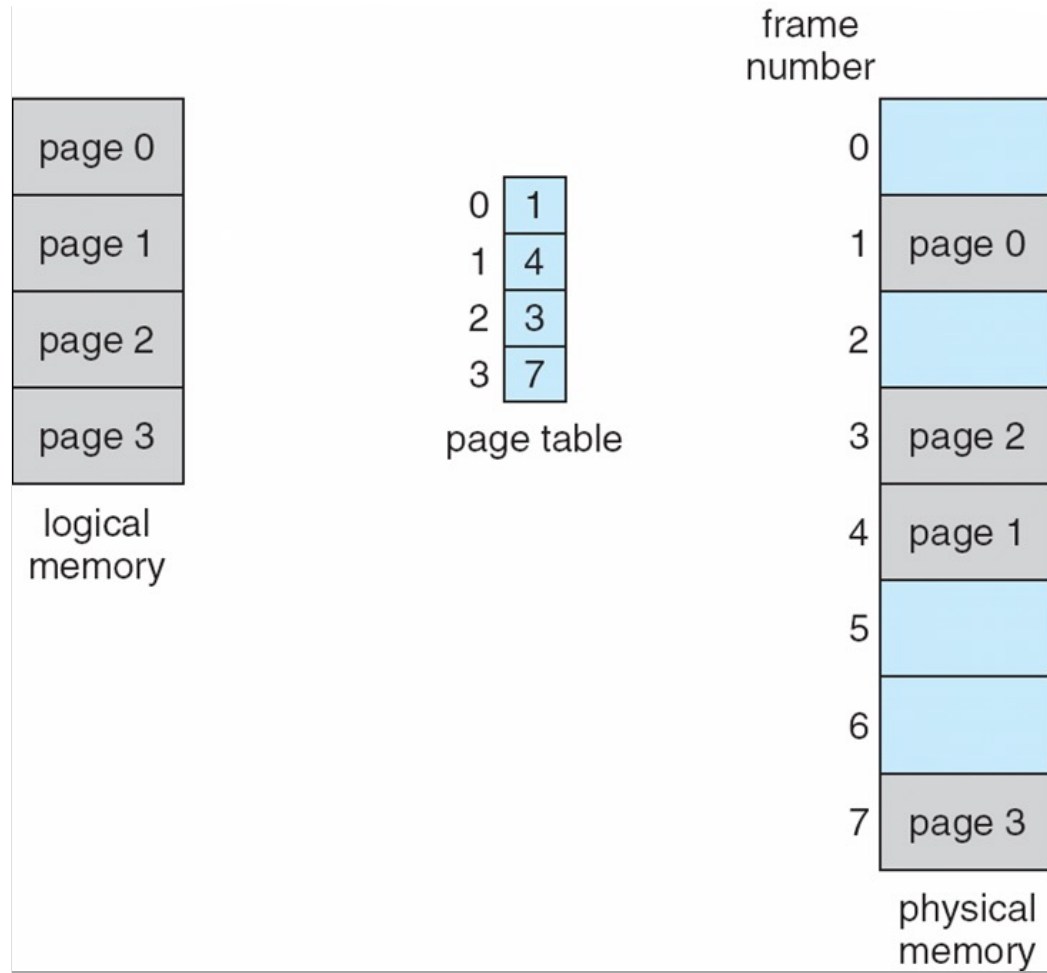 page 0
page 1
page 2
page 3
logical
memory
0 1
1 4
2 3
3 7
page table
frame
number
0
1 page 0
2
3 page 2
4 page 1
5
6
7 page 3
physical
memory